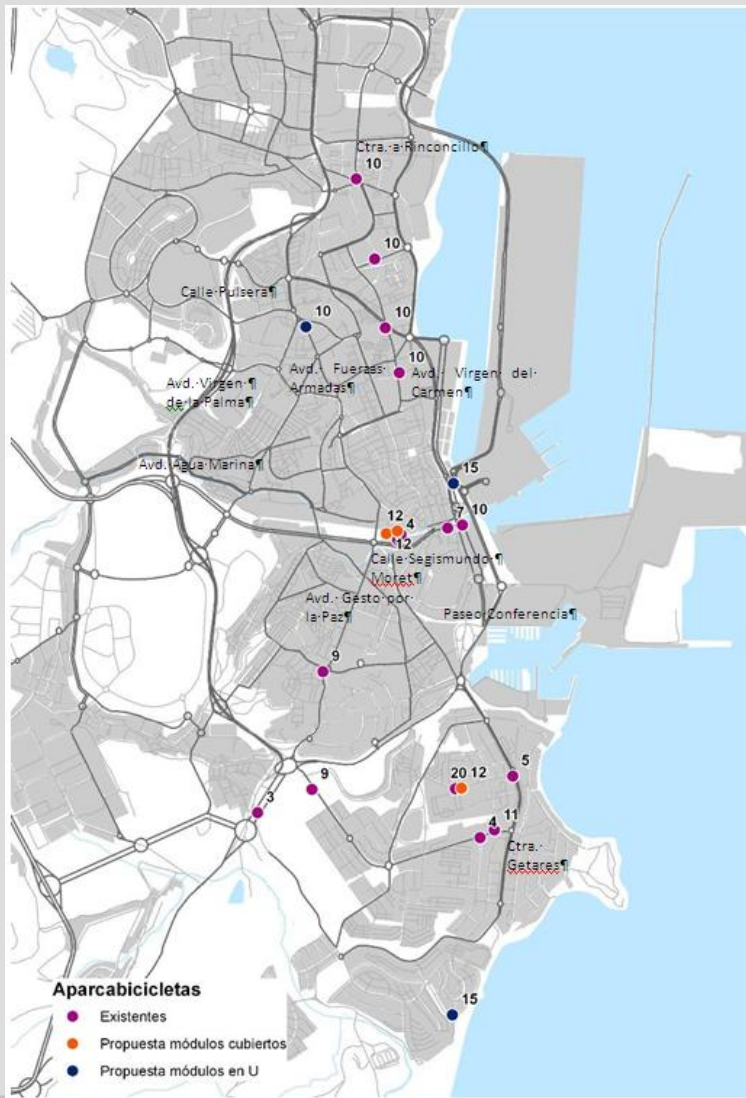 Ctra.·a·Rinconcillo¶
10
10
Calle·Pulsera¶
10
10
10
Avd.·Virgen·¶
de·la·Palma¶
Avd.· Fuerzas·
Armadas¶
Avd.· Virgen· del·
Carmen¶
Avd.·Agua·Marina¶
15
12
4
7
10
12
Calle·Segismundo·¶
Moret¶
Avd.·Gesto·por·
la·Paz¶
Paseo·Conferencia¶
9
9
3
20
12
5
4
11
Ctra.·
Getares¶
15
Aparcabicicletas
Existentes
Propuesta módulos cubiertos
Propuesta módulos en U